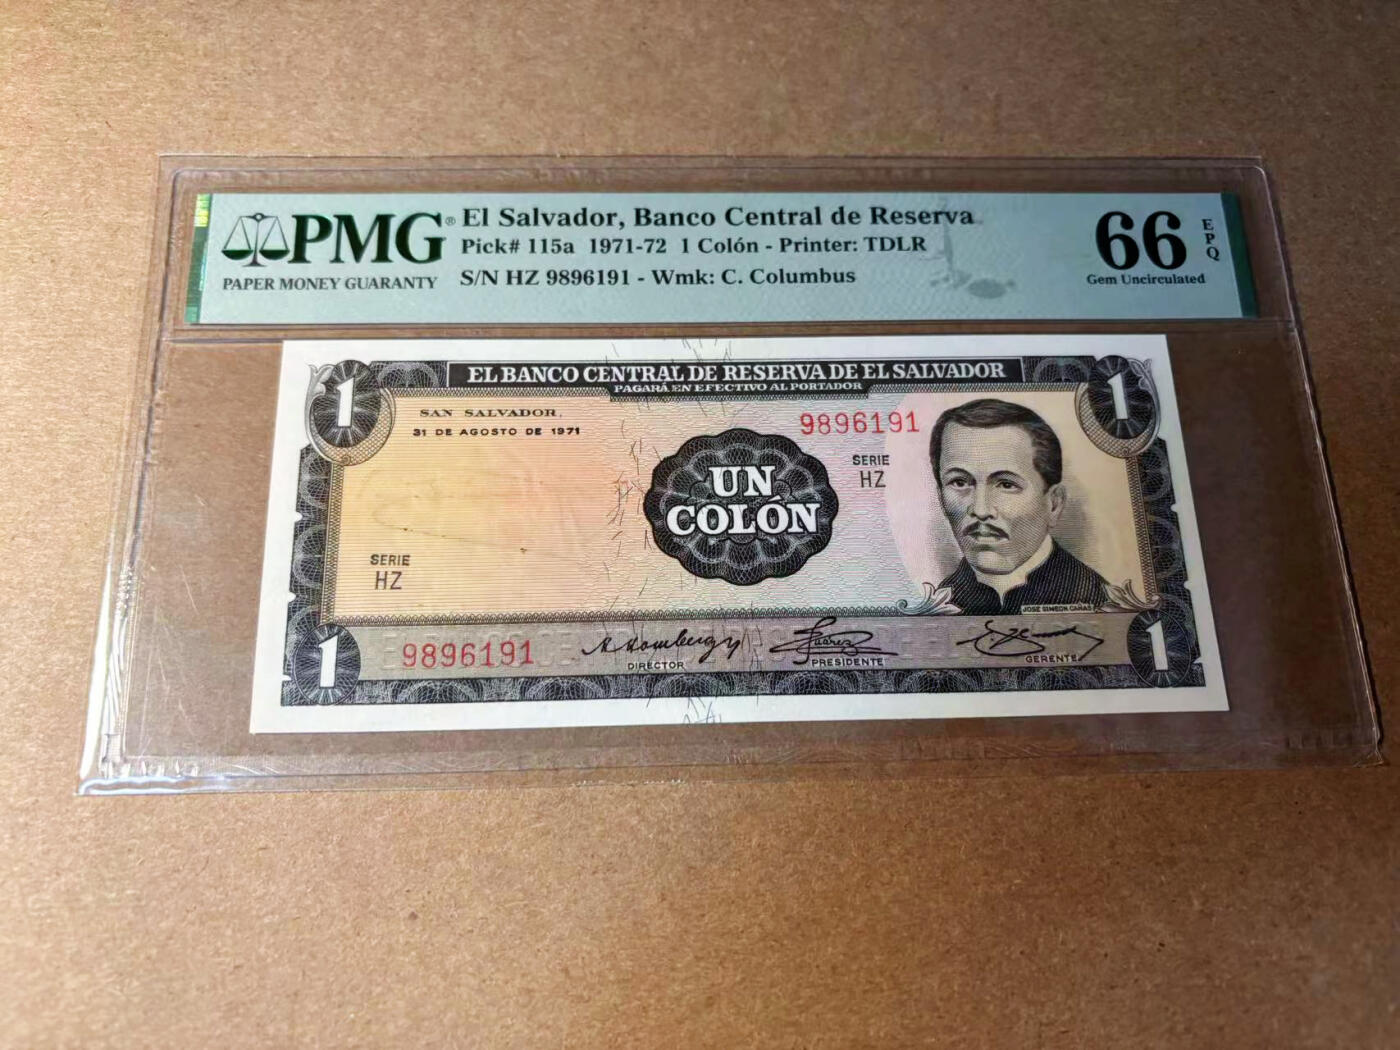 PMG® El Salvador, Banco Central de Reserva
Pick# 115a 1971-72 1 Colón - Printer: TDLR
PAPER MONEY GUARANTY
S/N HZ 9896191 - Wmk: C. Columbus
66
EPQ
Gem Uncirculated
1
EL BANCO CENTRAL DE RESERVA DE EL SALVADOR
1
PAGARÁ EN EFECTIVO AL PORTADOR
SAN SALVADOR,
31 DE AGOSTO DE 1971
9896191
SERIE
HZ
UN
COLÓN
SERIE
HZ
JOSE SIMEON CAÑAS
1
9896191
DIRECTOR
PRESIDENTE
GERENTE
1